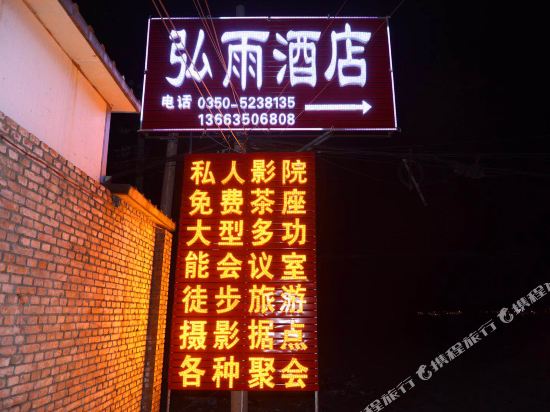 弘雨酒店
电话 0350-5238135
13663506808
私人影院
免费茶座
大型多功
能会议室
徒步旅游
摄影据点
各种聚会
携程旅行 携程旅行